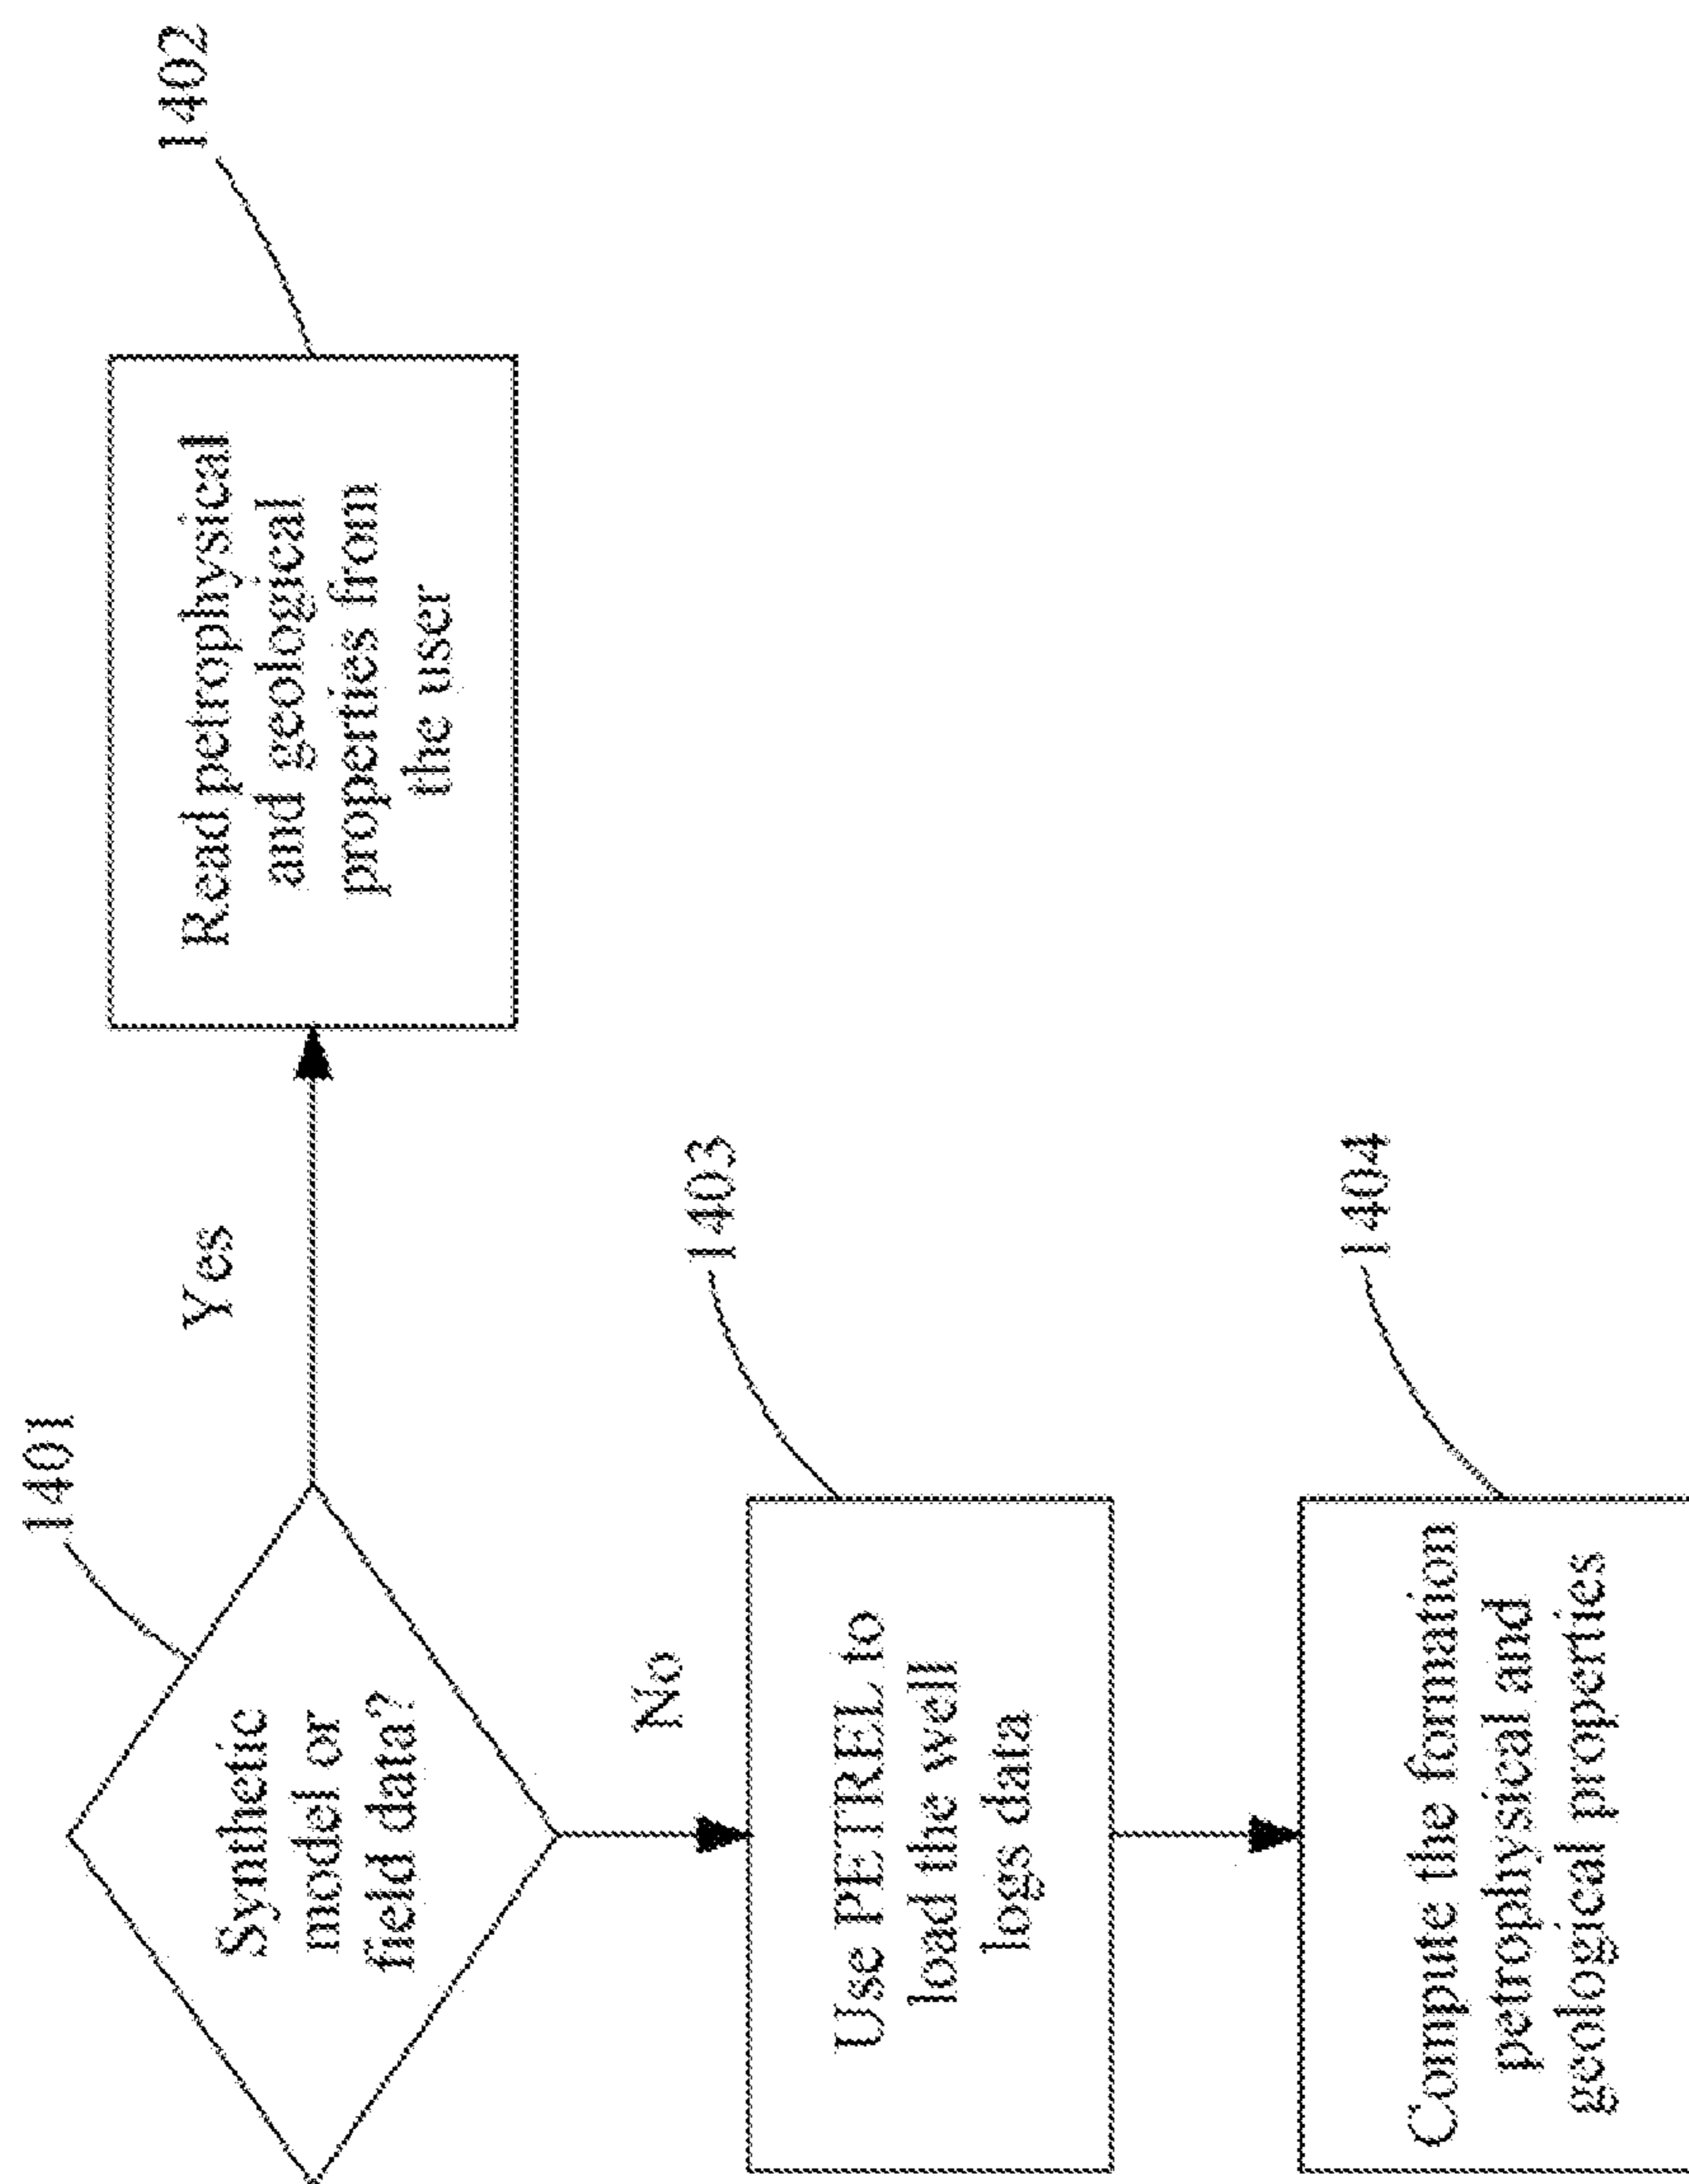 1401
Synthetic
model or
field data?
Yes
1402
Read petrophysical
and geological
properties from
the user
No
1403
Use PETREL to
load the well
logs data
1404
Compute the formation
petrophysical and
geological properties